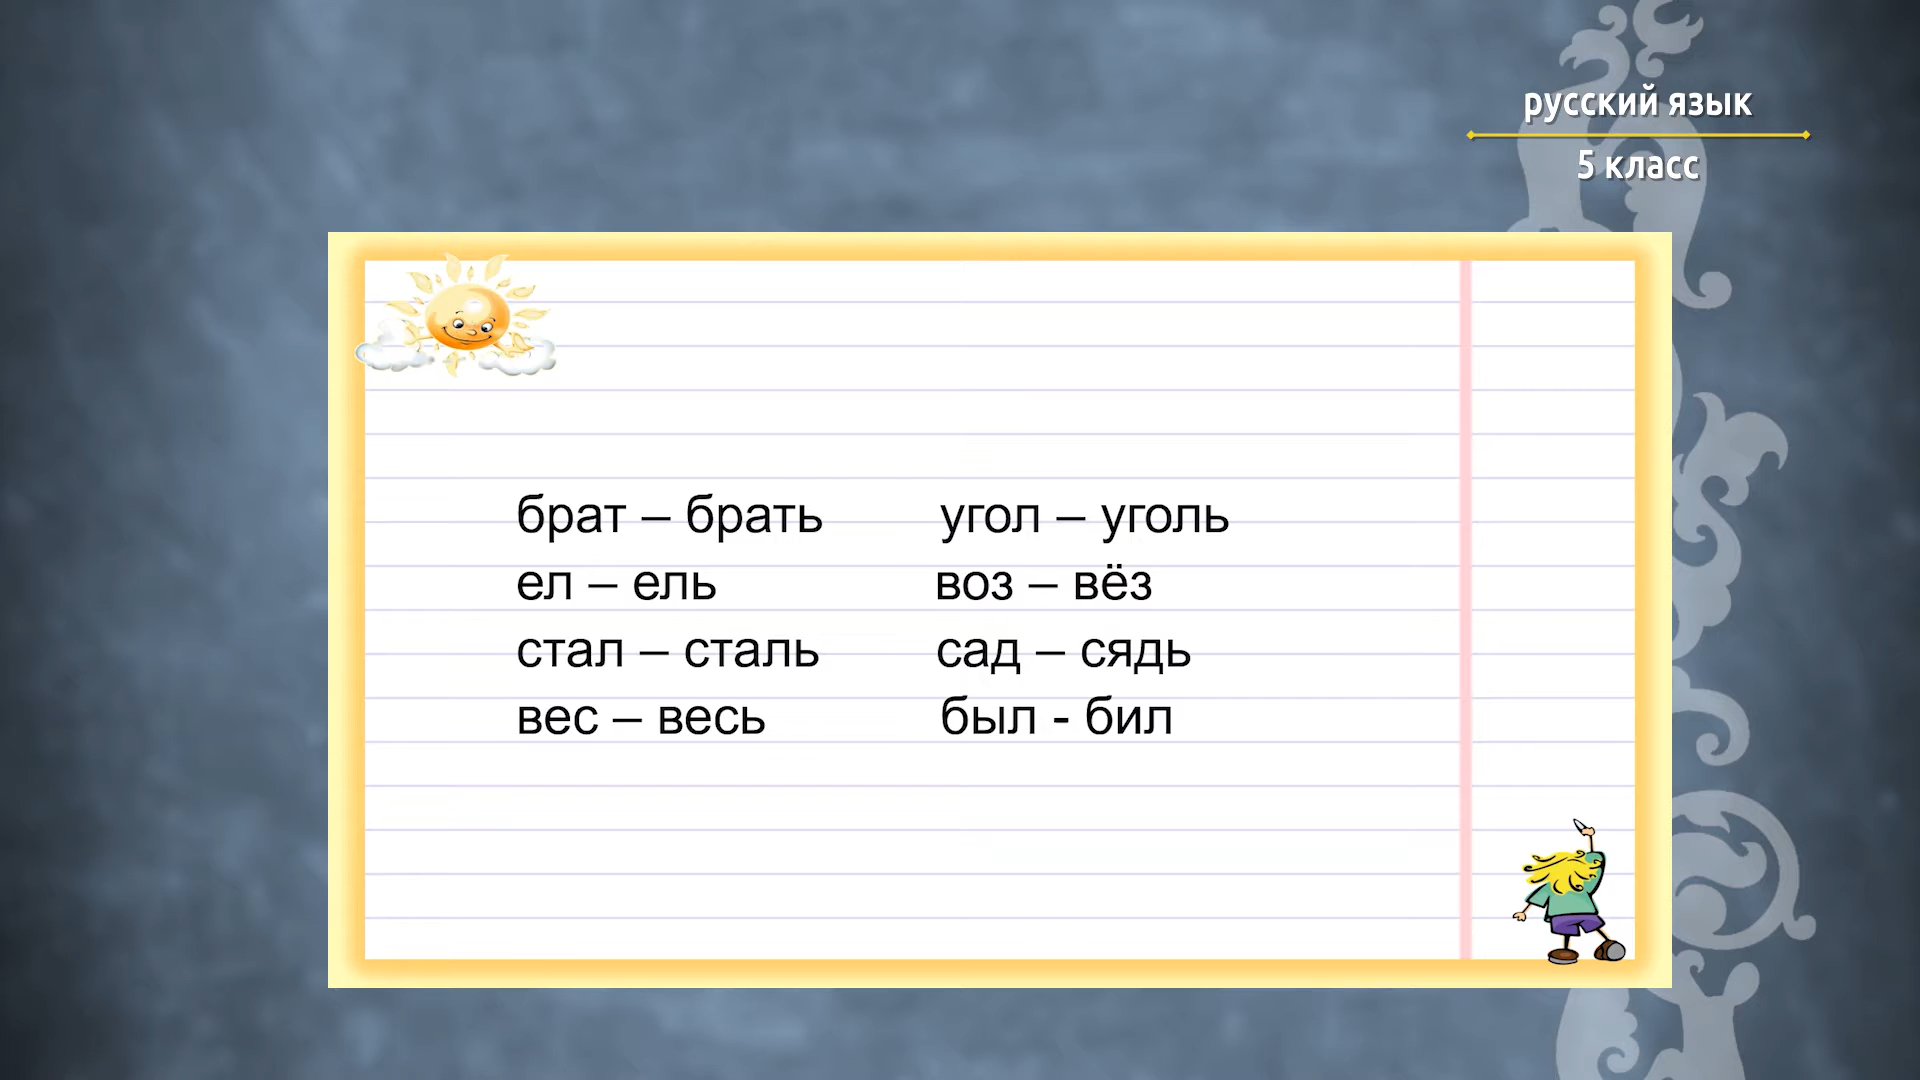 русский язык
5 класс
брат – брать угол – уголь
ел – ель воз – вёз
стал – сталь сад – сядь
вес – весь был - бил